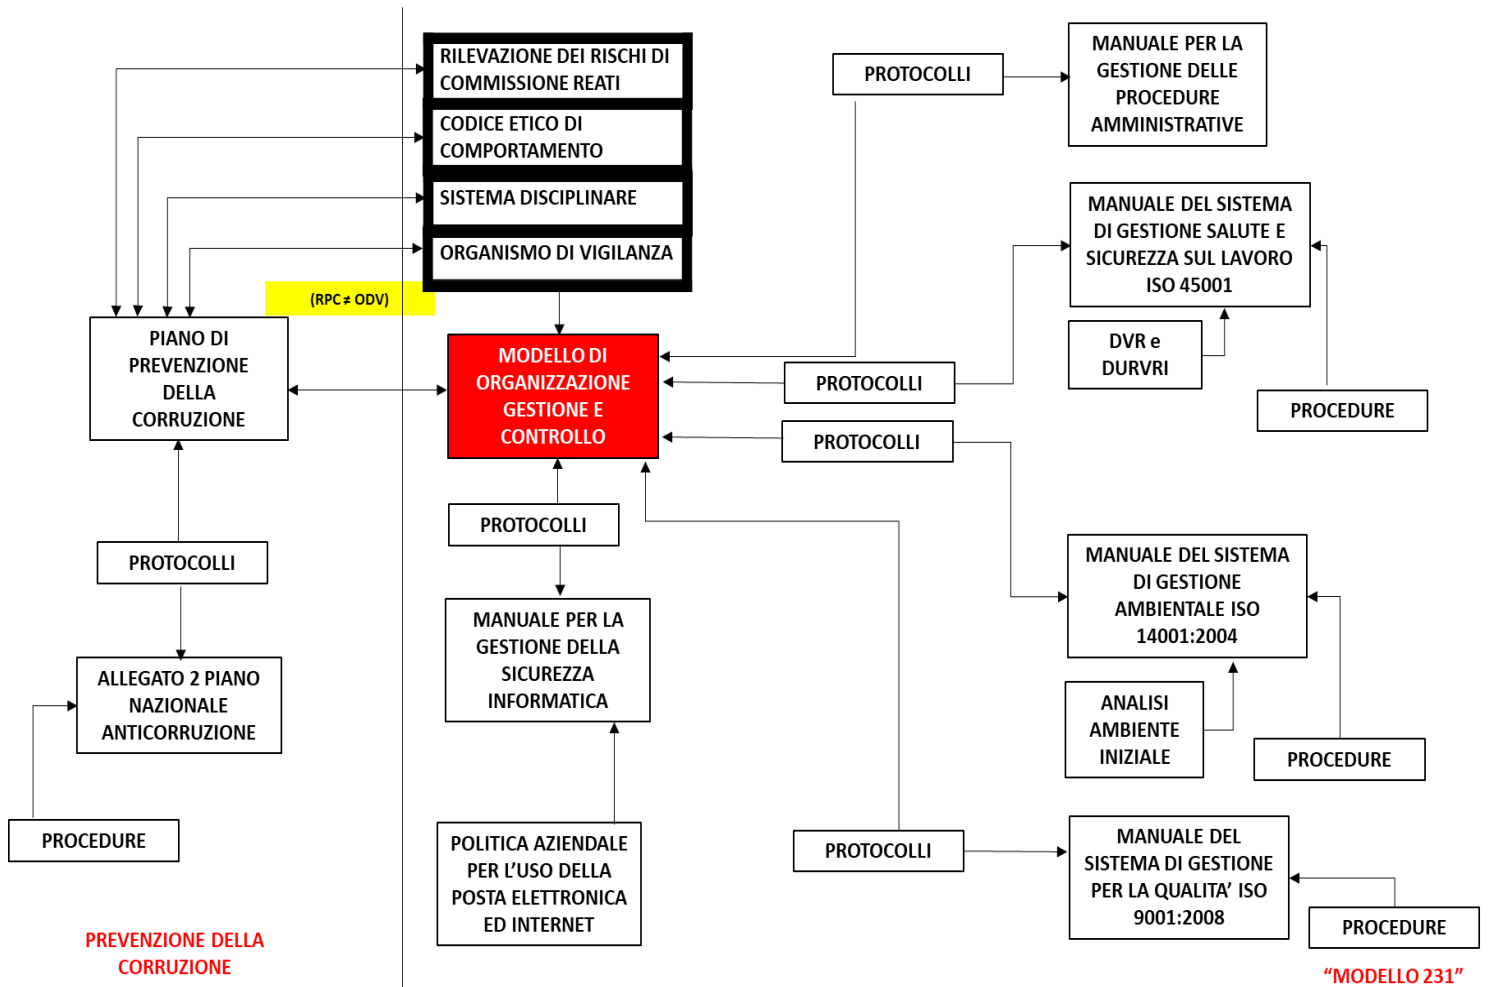 RILEVAZIONE DEI RISCHI DI
COMMISSIONE REATI
CODICE ETICO DI
COMPORTAMENTO
SISTEMA DISCIPLINARE
ORGANISMO DI VIGILANZA
(RPC ≠ ODV)
PIANO DI
PREVENZIONE
DELLA
CORRUZIONE
MODELLO DI
ORGANIZZAZIONE
GESTIONE E
CONTROLLO
PROTOCOLLI
MANUALE PER LA
GESTIONE DELLE
PROCEDURE
AMMINISTRATIVE
MANUALE DEL SISTEMA
DI GESTIONE SALUTE E
SICUREZZA SUL LAVORO
ISO 45001
DVR e
DURVRI
PROTOCOLLI
PROCEDURE
PROTOCOLLI
PROTOCOLLI
PROTOCOLLI
MANUALE DEL SISTEMA
DI GESTIONE
AMBIENTALE ISO
14001:2004
MANUALE PER LA
GESTIONE DELLA
SICUREZZA
INFORMATICA
ALLEGATO 2 PIANO
NAZIONALE
ANTICORRUZIONE
ANALISI
AMBIENTE
INIZIALE
PROCEDURE
PROCEDURE
POLITICA AZIENDALE
PER L’USO DELLA
POSTA ELETTRONICA
ED INTERNET
PROTOCOLLI
MANUALE DEL
SISTEMA DI GESTIONE
PER LA QUALITA’ ISO
9001:2008
PROCEDURE
PREVENZIONE DELLA
CORRUZIONE
“MODELLO 231”